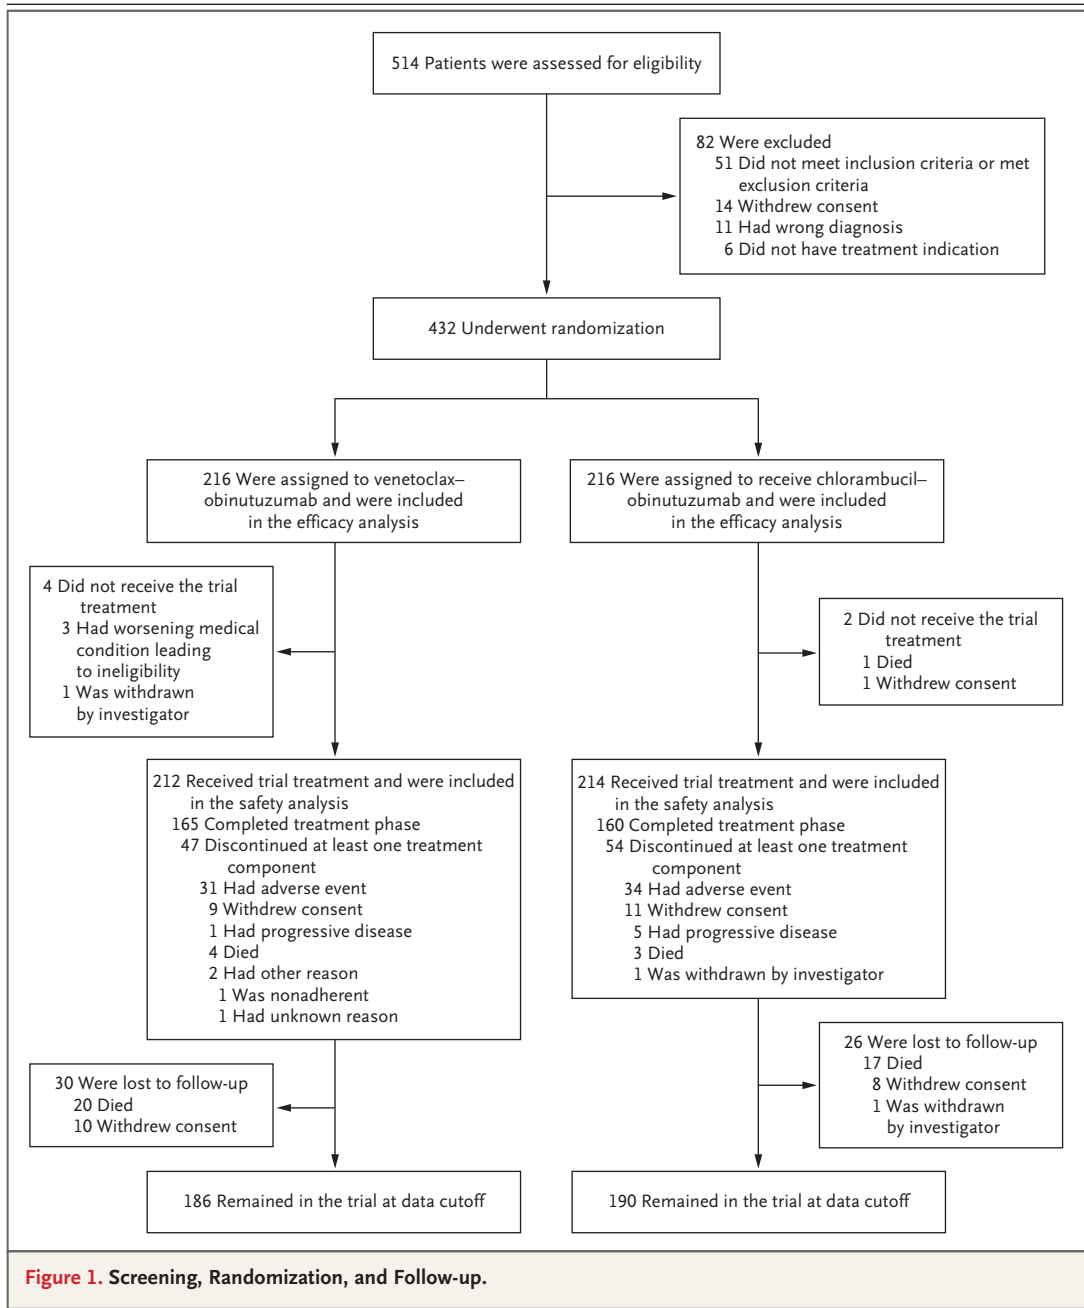 514 Patients were assessed for eligibility
82 Were excluded
51 Did not meet inclusion criteria or met
exclusion criteria
14 Withdrew consent
11 Had wrong diagnosis
6 Did not have treatment indication
432 Underwent randomization
216 Were assigned to venetoclax–
obinutuzumab and were included
in the efficacy analysis
216 Were assigned to receive chlorambucil–
obinutuzumab and were included
in the efficacy analysis
4 Did not receive the trial
treatment
3 Had worsening medical
condition leading
to ineligibility
1 Was withdrawn
by investigator
2 Did not receive the trial
treatment
1 Died
1 Withdrew consent
212 Received trial treatment and were included
in the safety analysis
165 Completed treatment phase
47 Discontinued at least one treatment
component
31 Had adverse event
9 Withdrew consent
1 Had progressive disease
4 Died
2 Had other reason
1 Was nonadherent
1 Had unknown reason
214 Received trial treatment and were included
in the safety analysis
160 Completed treatment phase
54 Discontinued at least one treatment
component
34 Had adverse event
11 Withdrew consent
5 Had progressive disease
3 Died
1 Was withdrawn by investigator
30 Were lost to follow-up
20 Died
10 Withdrew consent
26 Were lost to follow-up
17 Died
8 Withdrew consent
1 Was withdrawn
by investigator
186 Remained in the trial at data cutoff
190 Remained in the trial at data cutoff
Figure 1. Screening, Randomization, and Follow-up.